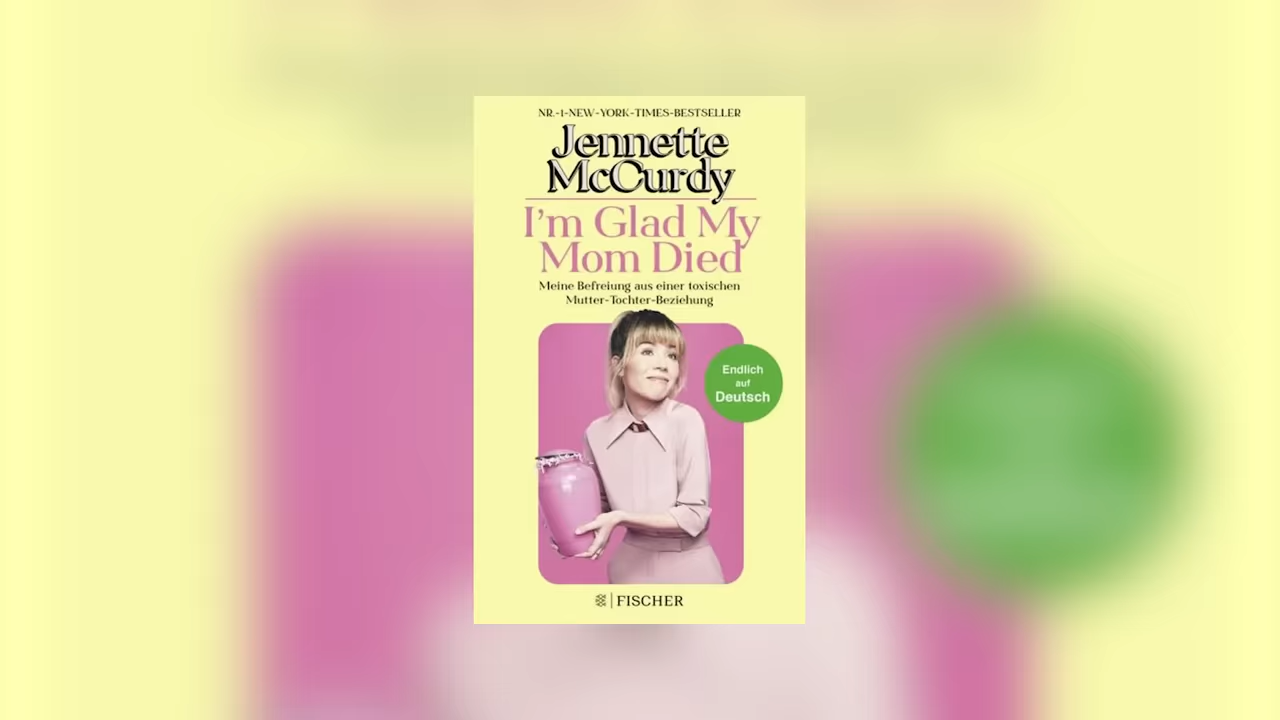 NR.-1-NEW-YORK-TIMES-BESTSELLER
Jennette
McCurdy
I'm Glad My
Mom Died
Meine Befreiung aus einer toxischen
Mutter-Tochter-Beziehung
Endlich
auf
Deutsch
FISCHER